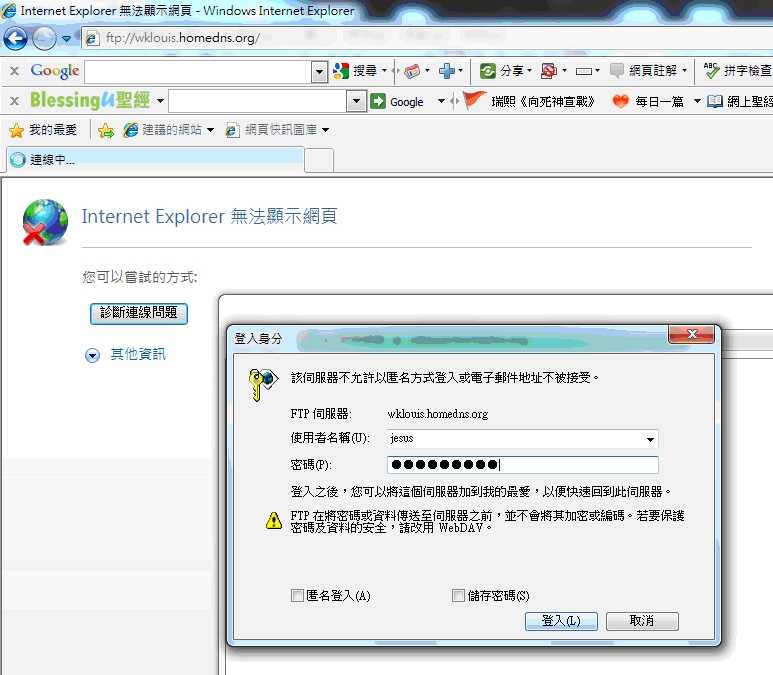 Internet Explorer 無法顯示網頁 - Windows Internet Explorer
ftp://wklouis.homedns.org/
x Google 搜尋 分享 網頁註解 ABC 拼字檢查
x BlessingU聖經 Google 瑞熙《向死神宣戰》 每日一篇 網上聖經
我的最愛 建議的網站 網頁快訊圖庫
連線中...
Internet Explorer 無法顯示網頁
您可以嘗試的方式:
診斷連線問題
其他資訊
登入身分
該伺服器不允許以匿名方式登入或電子郵件地址不被接受。
FTP 伺服器: wklouis.homedns.org
使用者名稱(U): jesus
密碼(P): ●●●●●●●●●
登入之後，您可以將這個伺服器加到我的最愛，以便快速回到此伺服器。
FTP 在將密碼或資料傳送至伺服器之前，並不會將其加密或編碼。若要保護
密碼及資料的安全，請改用 WebDAV。
匿名登入(A) 儲存密碼(S)
登入(L) 取消